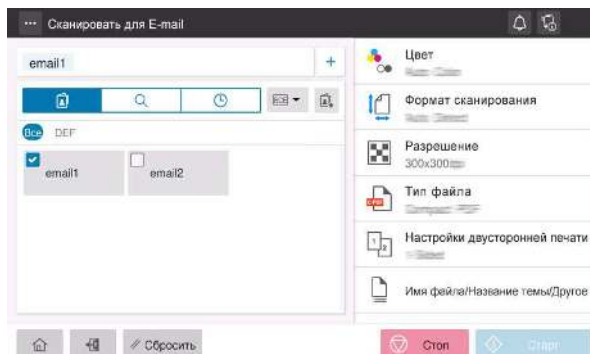 Сканировать для E-mail
email1
Все DEF
email1
email2
Цвет
Формат сканирования
Разрешение
300x300
Тип файла
Настройки двусторонней печати
Имя файла/Название темы/Другое
Сбросить
Стоп
Старт